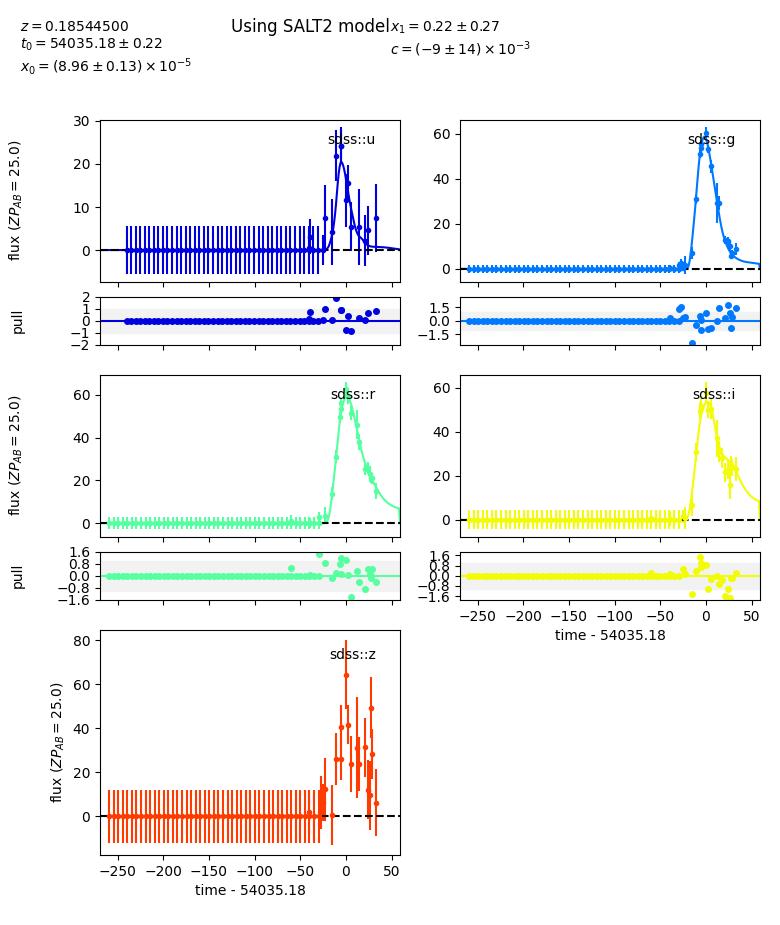 Using SALT2 model
z = 0.18544500
t₀ = 54035.18 ± 0.22
x₀ = (8.96 ± 0.13) × 10⁻⁵
x₁ = 0.22 ± 0.27
c = (−9 ± 14) × 10⁻³
sdss::u
flux (ZP_AB = 25.0)
30
20
10
0
pull
2
1
0
−1
−2
sdss::g
60
40
20
0
1.5
0.0
−1.5
sdss::r
flux (ZP_AB = 25.0)
60
40
20
0
pull
1.6
0.8
0.0
−0.8
−1.6
sdss::i
60
40
20
0
1.6
0.8
0.0
−0.8
−1.6
−250 −200 −150 −100 −50 0 50
time - 54035.18
sdss::z
flux (ZP_AB = 25.0)
80
60
40
20
0
−250 −200 −150 −100 −50 0 50
time - 54035.18